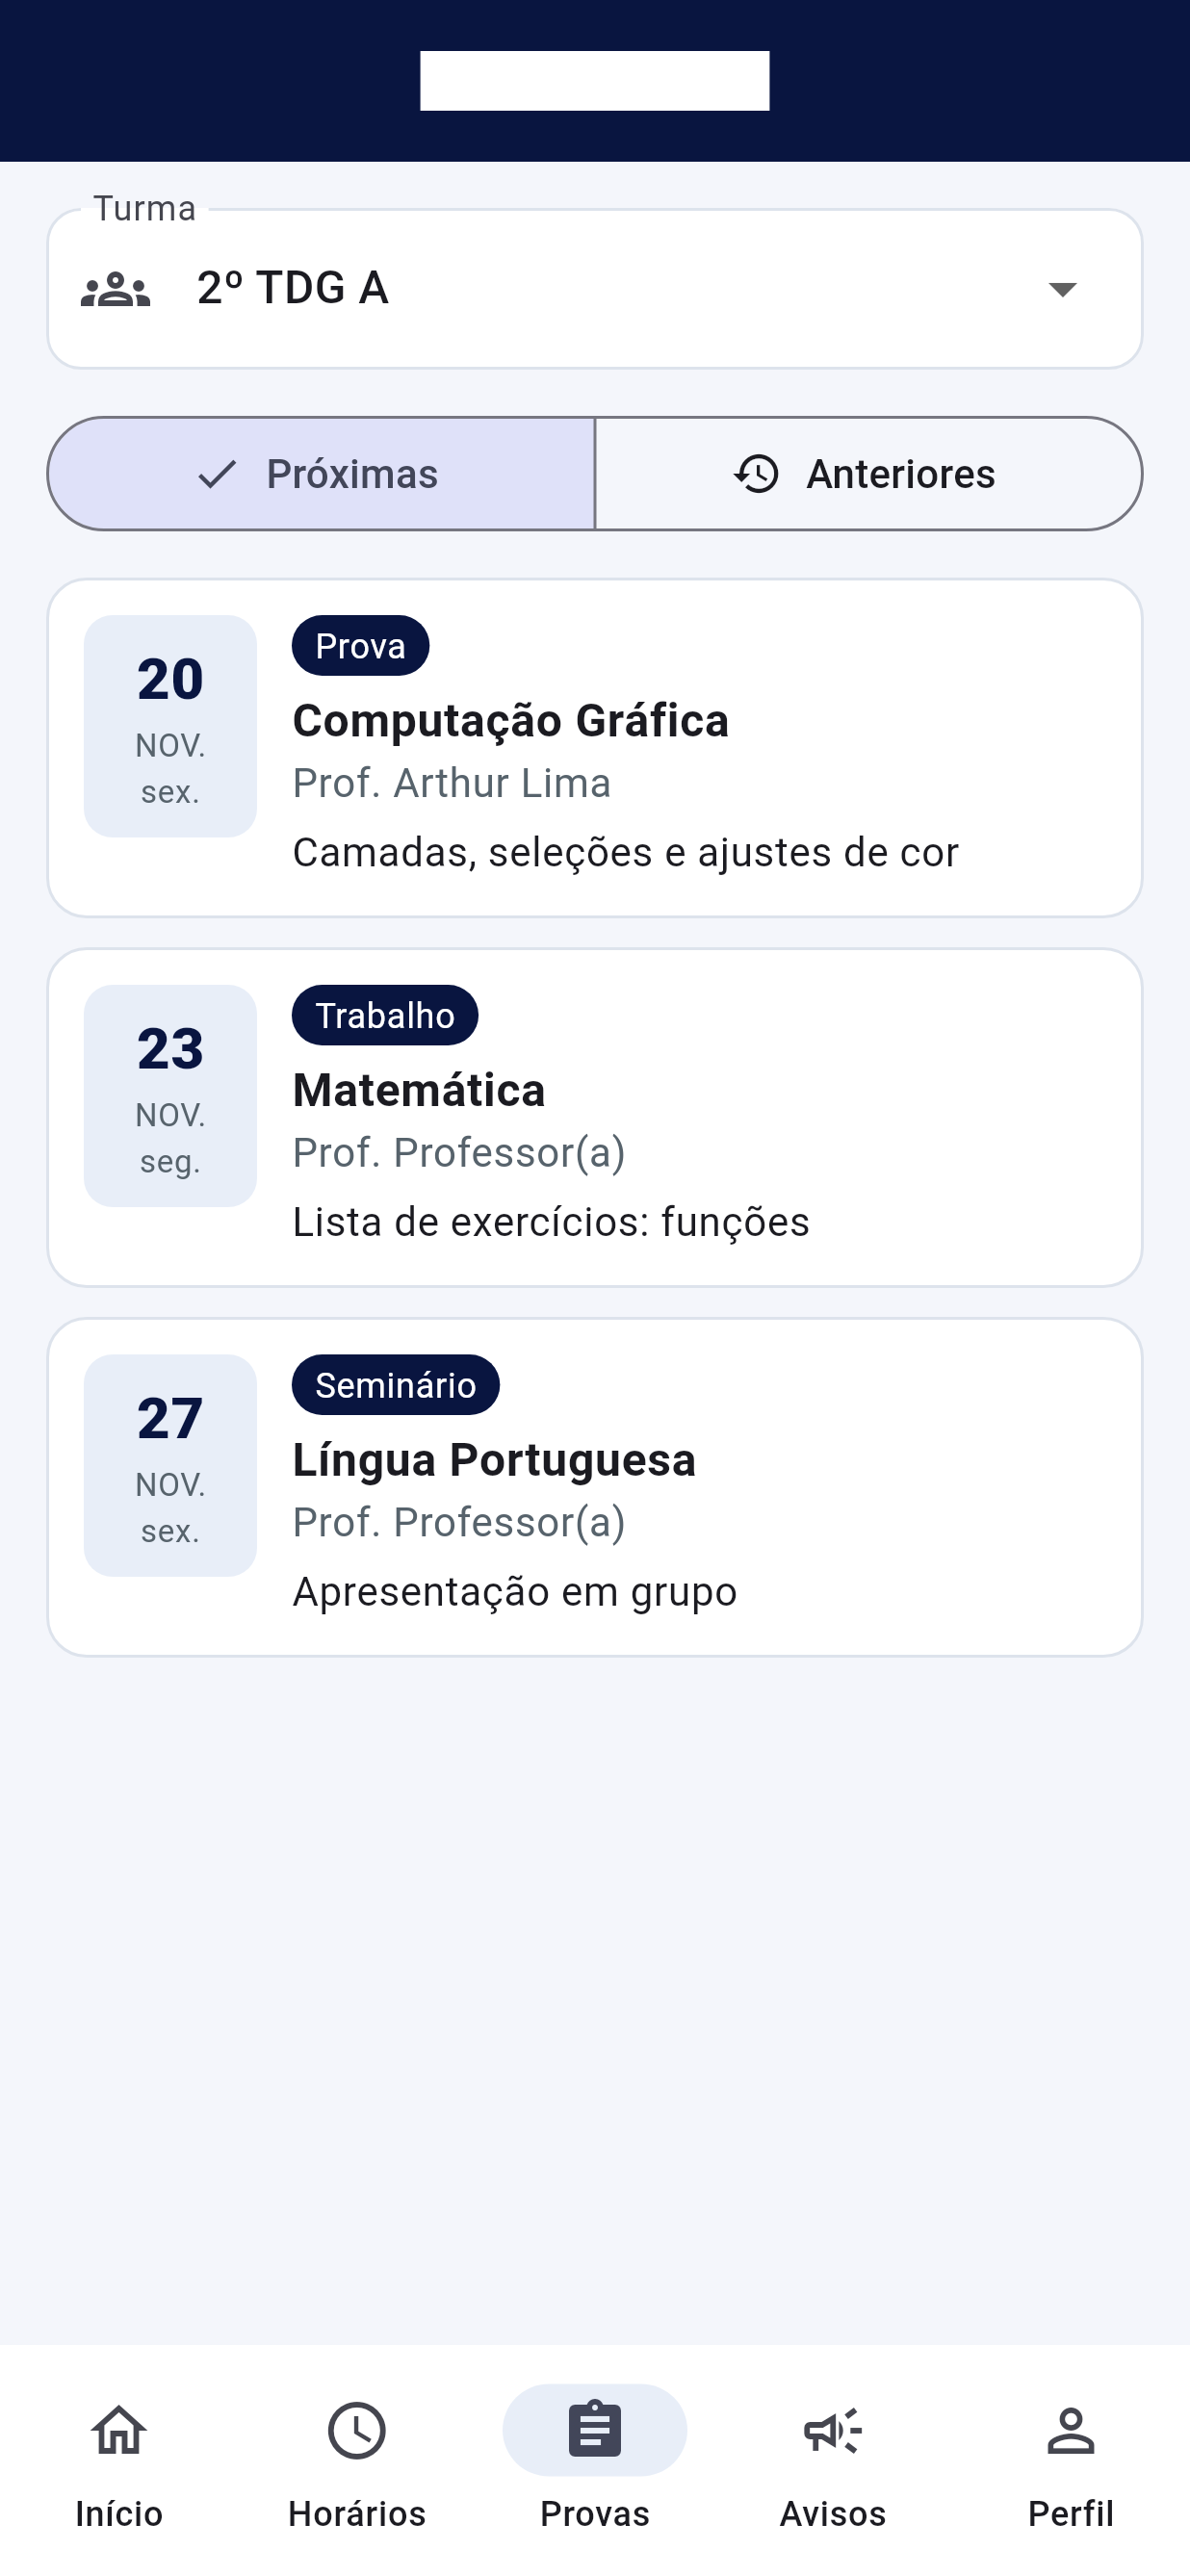 Turma
2º TDG A
Próximas
Anteriores
20
NOV.
sex.
Prova
Computação Gráfica
Prof. Arthur Lima
Camadas, seleções e ajustes de cor
23
NOV.
seg.
Trabalho
Matemática
Prof. Professor(a)
Lista de exercícios: funções
27
NOV.
sex.
Seminário
Língua Portuguesa
Prof. Professor(a)
Apresentação em grupo
Início
Horários
Provas
Avisos
Perfil